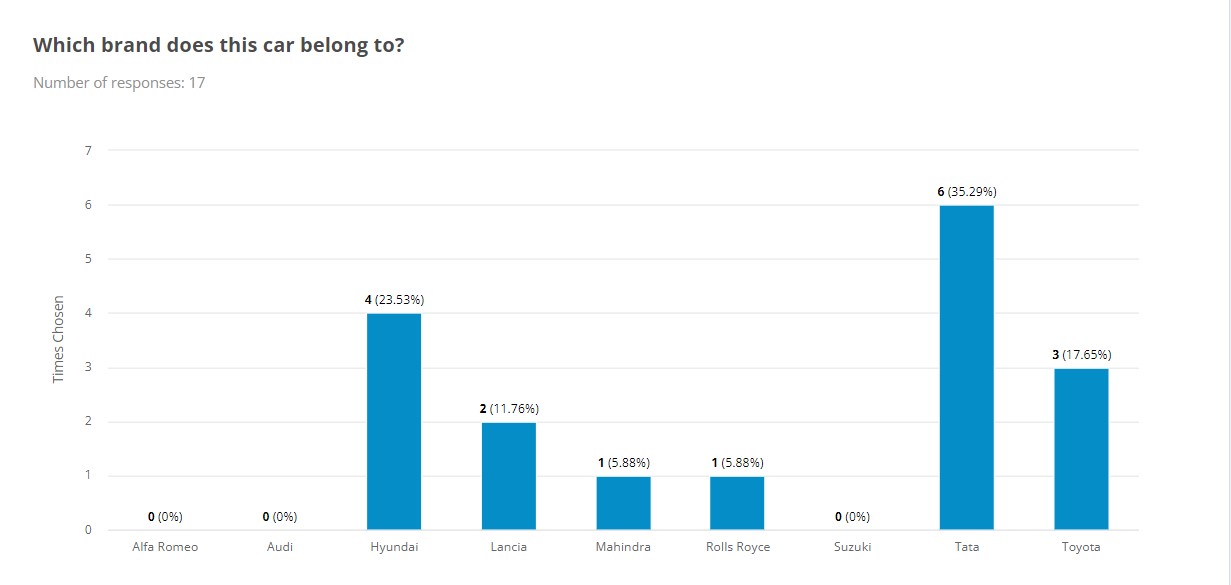 Which brand does this car belong to?
Number of responses: 17
Times Chosen
7
6
5
4
3
2
1
0
0 (0%)
0 (0%)
4 (23.53%)
2 (11.76%)
1 (5.88%)
1 (5.88%)
0 (0%)
6 (35.29%)
3 (17.65%)
Alfa Romeo
Audi
Hyundai
Lancia
Mahindra
Rolls Royce
Suzuki
Tata
Toyota